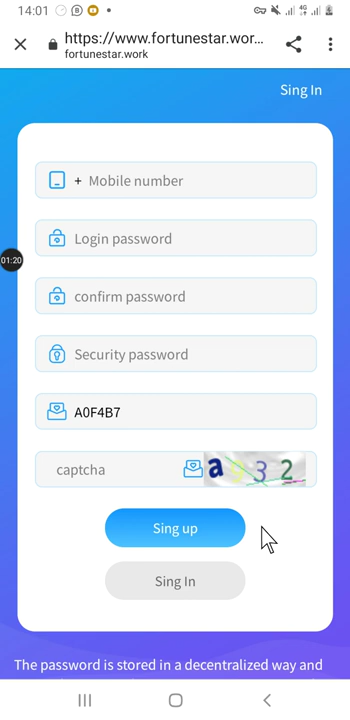 14:01
4G
https://www.fortunestar.wor...
fortunestar.work
Sing In
+ Mobile number
Login password
01:20
confirm password
Security password
A0F4B7
captcha
Sing up
Sing In
The password is stored in a decentralized way and